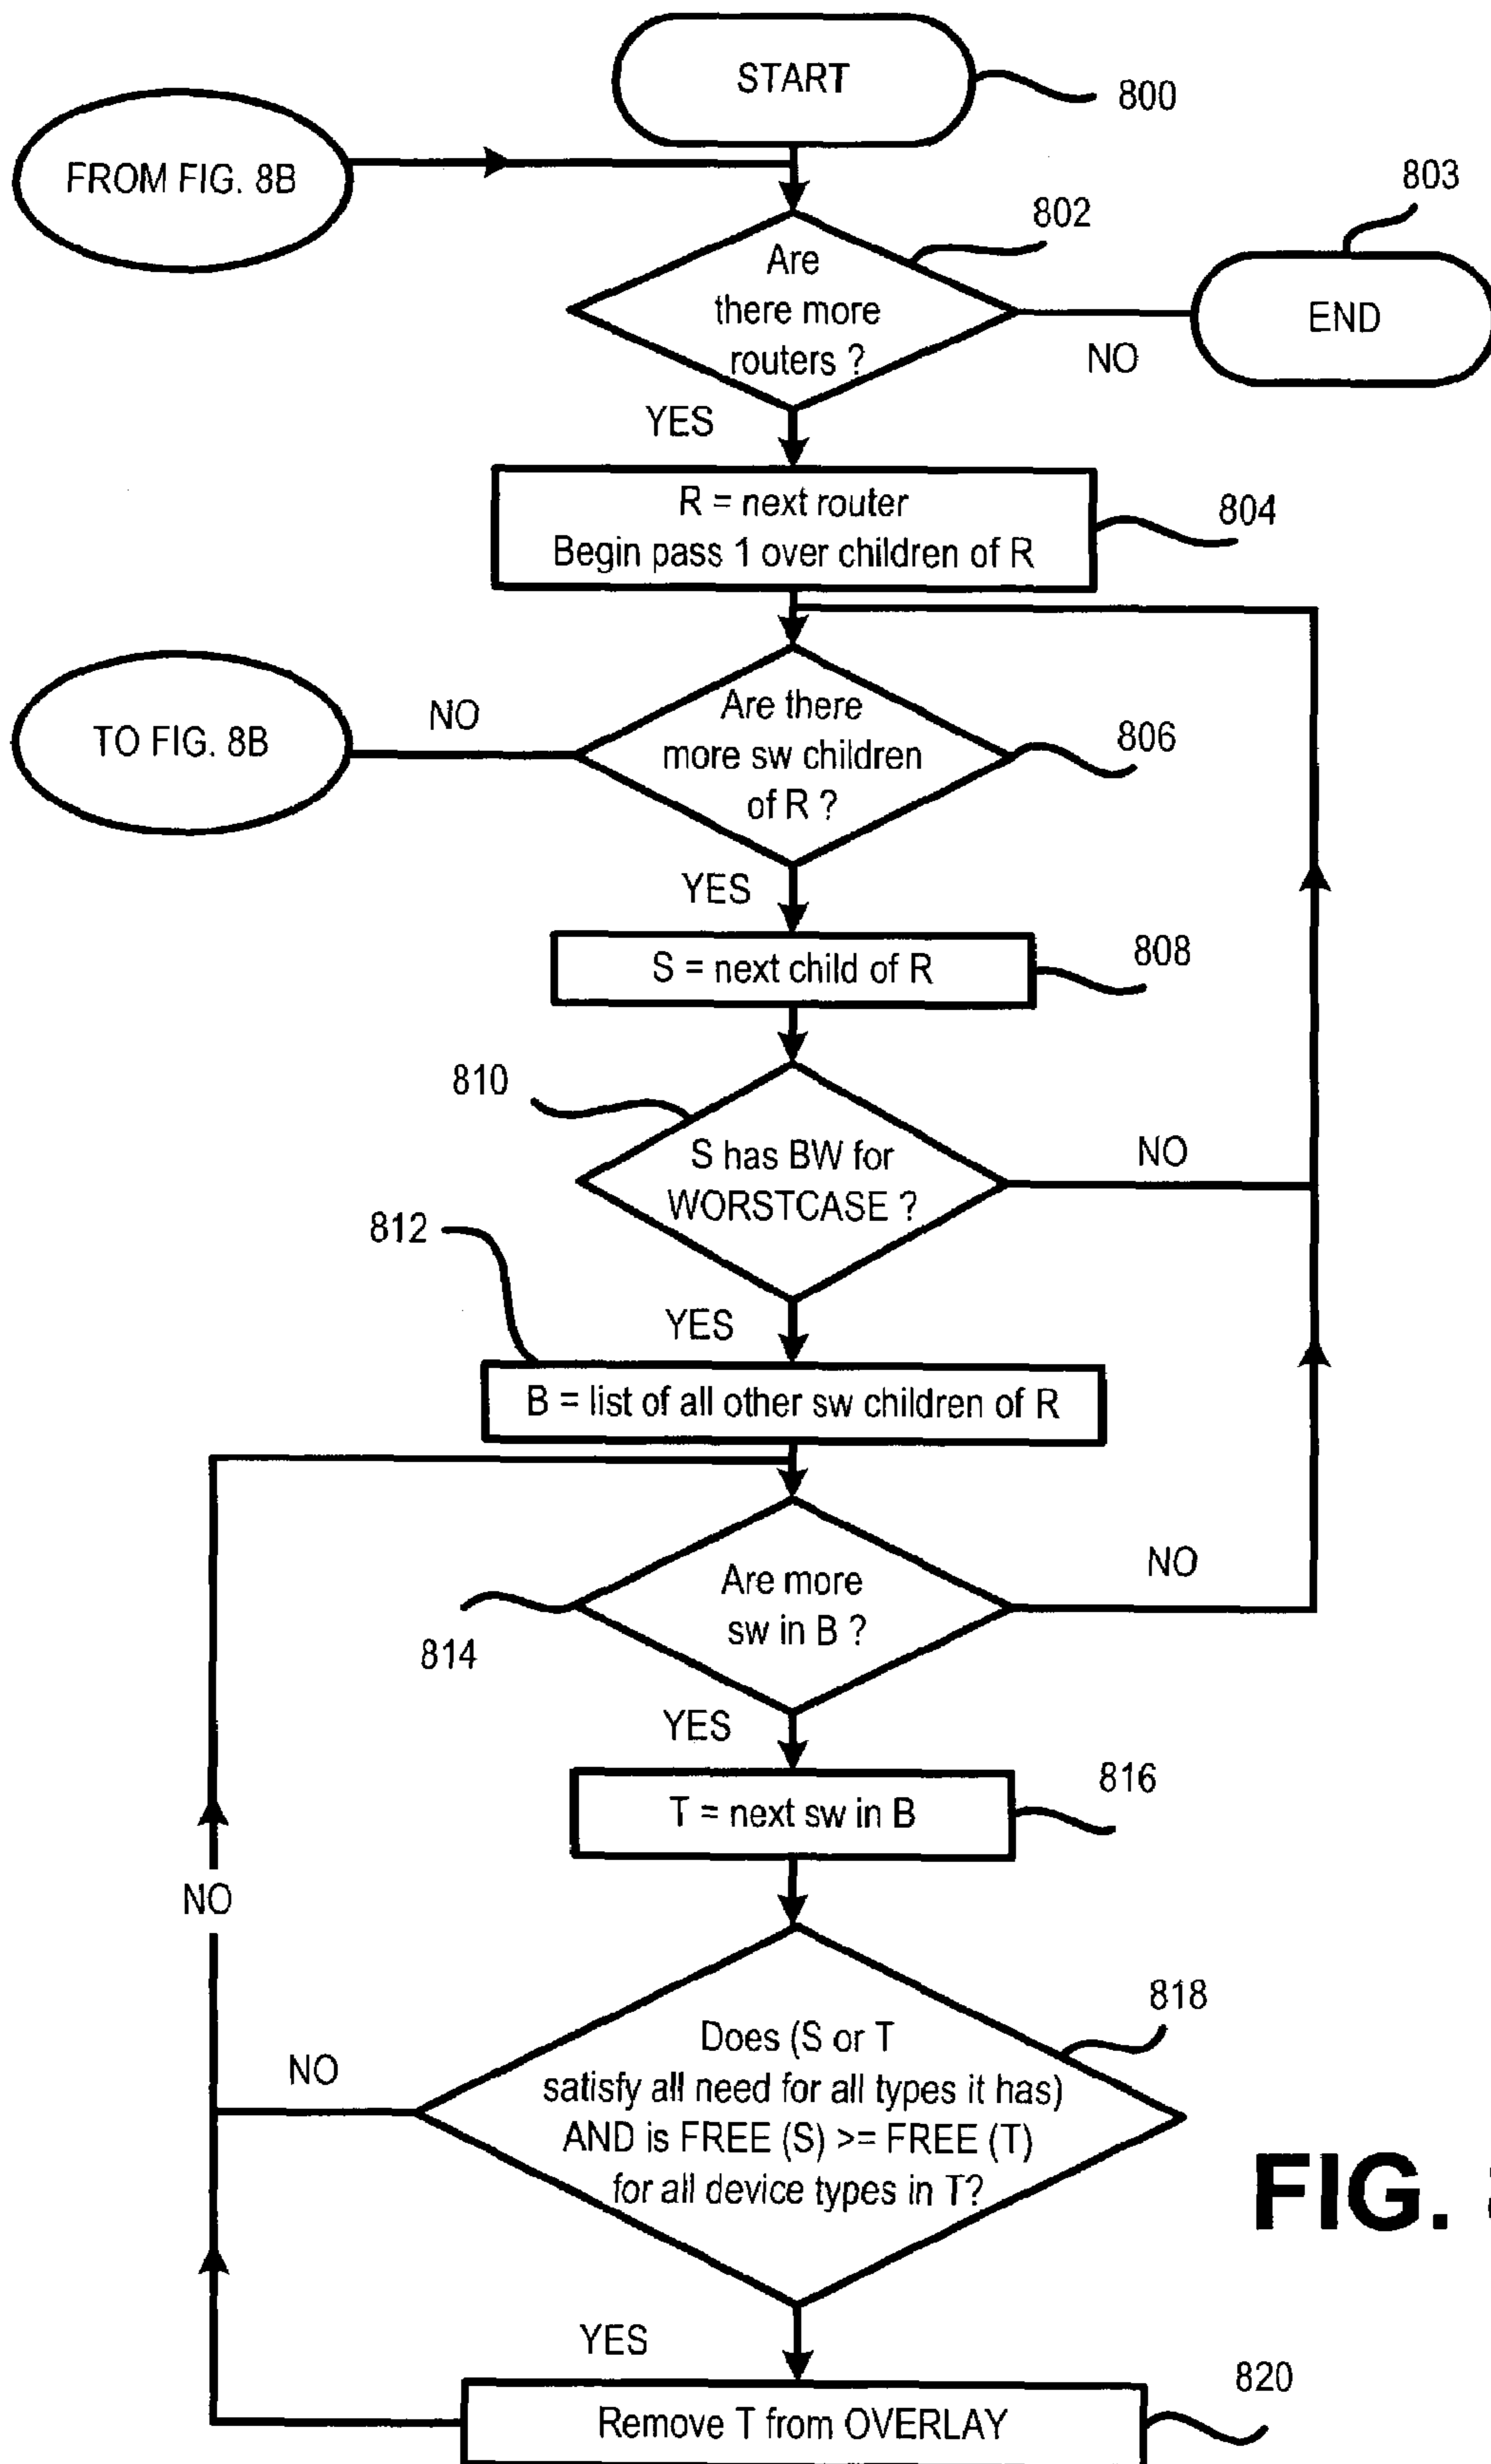 START
800
FROM FIG. 8B
803
802
Are
there more
routers ?
END
NO
YES
R = next router
Begin pass 1 over children of R
804
TO FIG. 8B
NO
Are there
more sw children
of R ?
806
YES
S = next child of R
808
810
S has BW for
WORSTCASE ?
NO
812
YES
B = list of all other sw children of R
Are more
sw in B ?
NO
814
YES
T = next sw in B
816
NO
818
Does (S or T
satisfy all need for all types it has)
AND is FREE (S) >= FREE (T)
for all device types in T?
NO
FIG.
YES
820
Remove T from OVERLAY